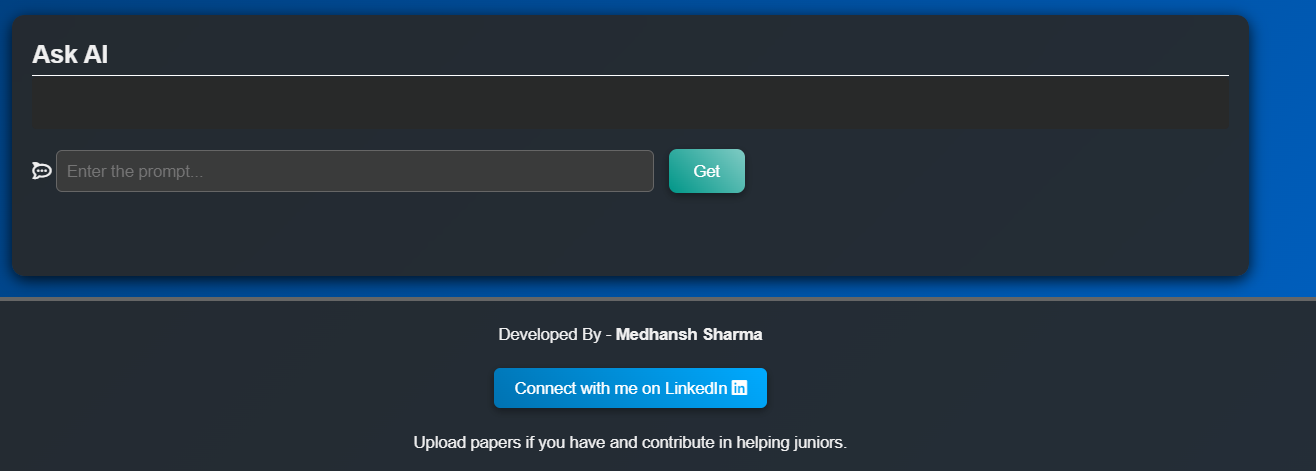 Ask AI
Enter the prompt...
Get
Developed By - Medhansh Sharma
Connect with me on LinkedIn in
Upload papers if you have and contribute in helping juniors.